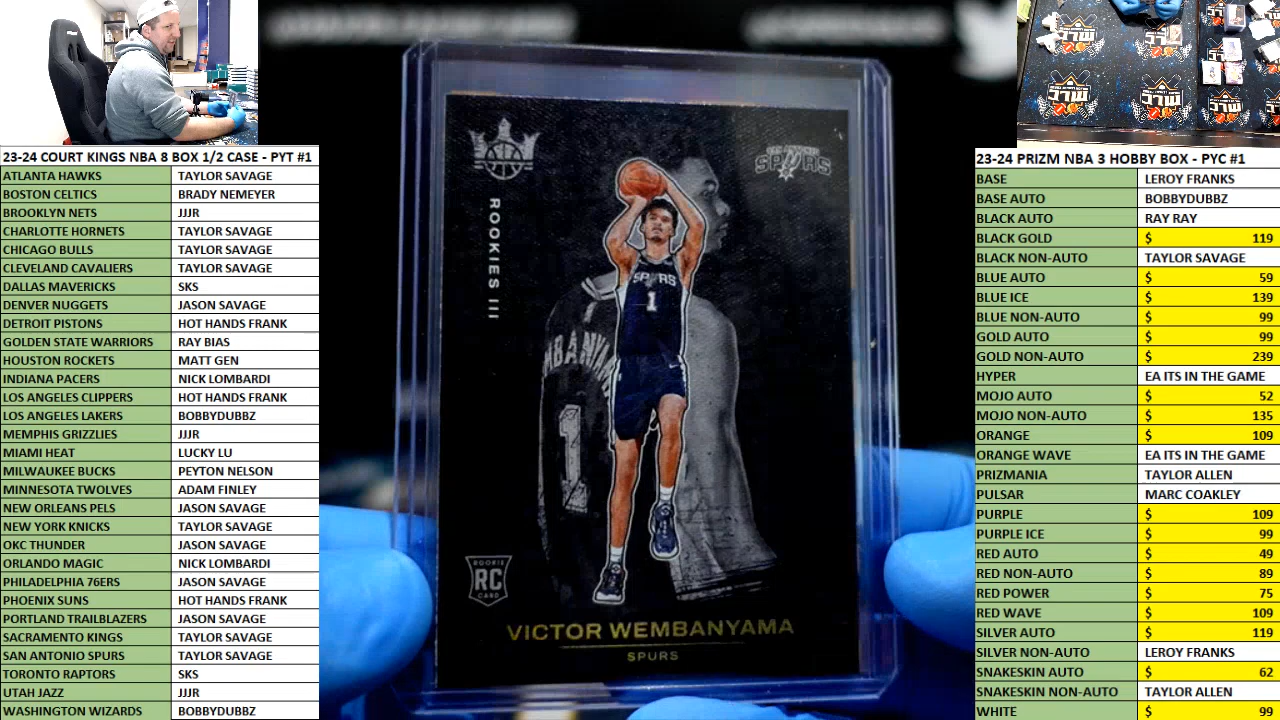 23-24 COURT KINGS NBA 8 BOX 1/2 CASE - PYT #1
ATLANTA HAWKS TAYLOR SAVAGE
BOSTON CELTICS BRADY NEMEYER
BROOKLYN NETS JJJR
CHARLOTTE HORNETS TAYLOR SAVAGE
CHICAGO BULLS TAYLOR SAVAGE
CLEVELAND CAVALIERS TAYLOR SAVAGE
DALLAS MAVERICKS SKS
DENVER NUGGETS JASON SAVAGE
DETROIT PISTONS HOT HANDS FRANK
GOLDEN STATE WARRIORS RAY BIAS
HOUSTON ROCKETS MATT GEN
INDIANA PACERS NICK LOMBARDI
LOS ANGELES CLIPPERS HOT HANDS FRANK
LOS ANGELES LAKERS BOBBYDUBBZ
MEMPHIS GRIZZLIES JJJR
MIAMI HEAT LUCKY LU
MILWAUKEE BUCKS PEYTON NELSON
MINNESOTA TWOLVES ADAM FINLEY
NEW ORLEANS PELS JASON SAVAGE
NEW YORK KNICKS TAYLOR SAVAGE
OKC THUNDER JASON SAVAGE
ORLANDO MAGIC NICK LOMBARDI
PHILADELPHIA 76ERS JASON SAVAGE
PHOENIX SUNS HOT HANDS FRANK
PORTLAND TRAILBLAZERS JASON SAVAGE
SACRAMENTO KINGS TAYLOR SAVAGE
SAN ANTONIO SPURS TAYLOR SAVAGE
TORONTO RAPTORS SKS
UTAH JAZZ JJJR
WASHINGTON WIZARDS BOBBYDUBBZ
SPURS
ROOKIES III
SPURS
1
1
ROOKIE
RC
CARD
VICTOR WEMBANYAMA
SPURS
23-24 PRIZM NBA 3 HOBBY BOX - PYC #1
BASE LEROY FRANKS
BASE AUTO BOBBYDUBBZ
BLACK AUTO RAY RAY
BLACK GOLD $ 119
BLACK NON-AUTO TAYLOR SAVAGE
BLUE AUTO $ 59
BLUE ICE $ 139
BLUE NON-AUTO $ 99
GOLD AUTO $ 99
GOLD NON-AUTO $ 239
HYPER EA ITS IN THE GAME
MOJO AUTO $ 52
MOJO NON-AUTO $ 135
ORANGE $ 109
ORANGE WAVE EA ITS IN THE GAME
PRIZMANIA TAYLOR ALLEN
PULSAR MARC COAKLEY
PURPLE $ 109
PURPLE ICE $ 99
RED AUTO $ 49
RED NON-AUTO $ 89
RED POWER $ 75
RED WAVE $ 109
SILVER AUTO $ 119
SILVER NON-AUTO LEROY FRANKS
SNAKESKIN AUTO $ 62
SNAKESKIN NON-AUTO TAYLOR ALLEN
WHITE $ 99